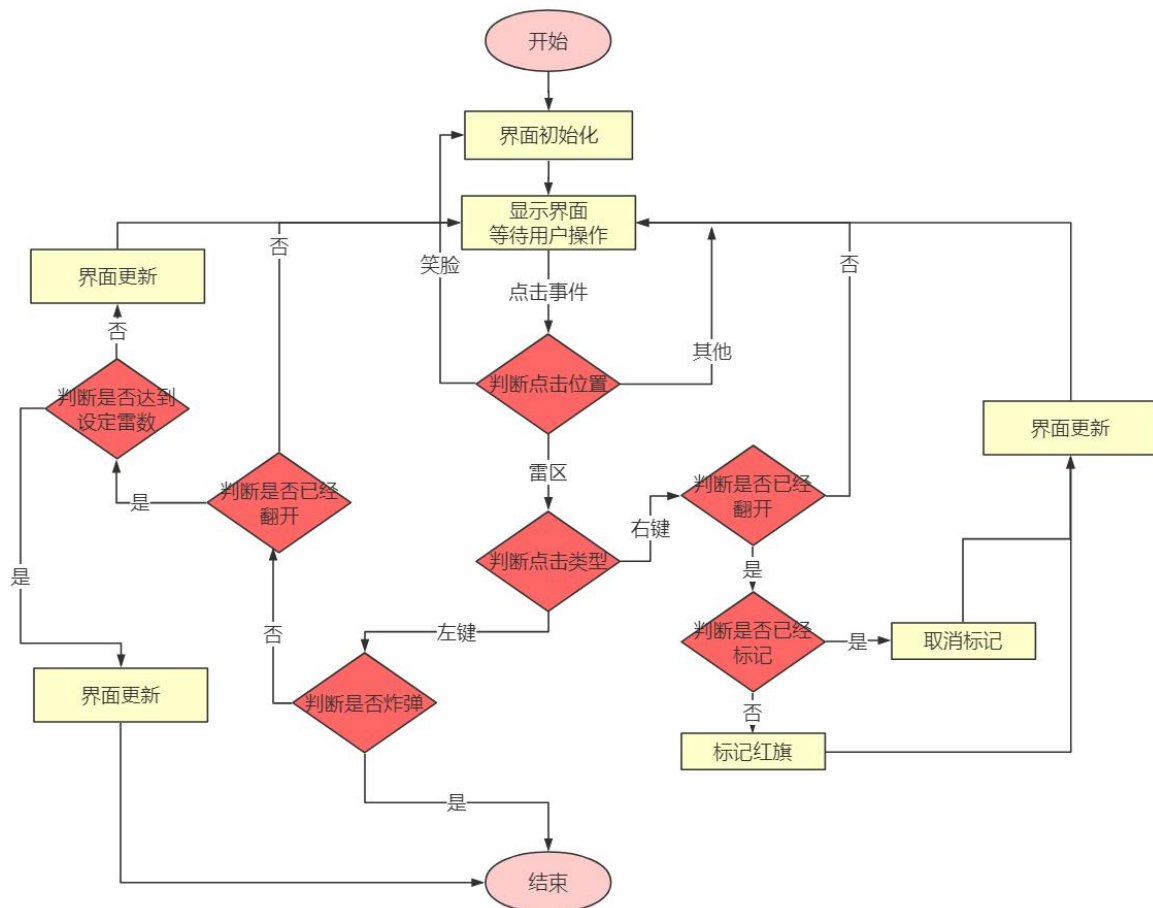 开始
界面初始化
显示界面
等待用户操作
否
笑脸
否
界面更新
点击事件
否
其他
判断点击位置
判断是否达到
设定雷数
界面更新
雷区
判断是否已经
翻开
是
判断是否已经
翻开
右键
判断点击类型
是
是
否
左键
判断是否已经
标记
是
取消标记
界面更新
判断是否炸弹
否
标记红旗
是
结束